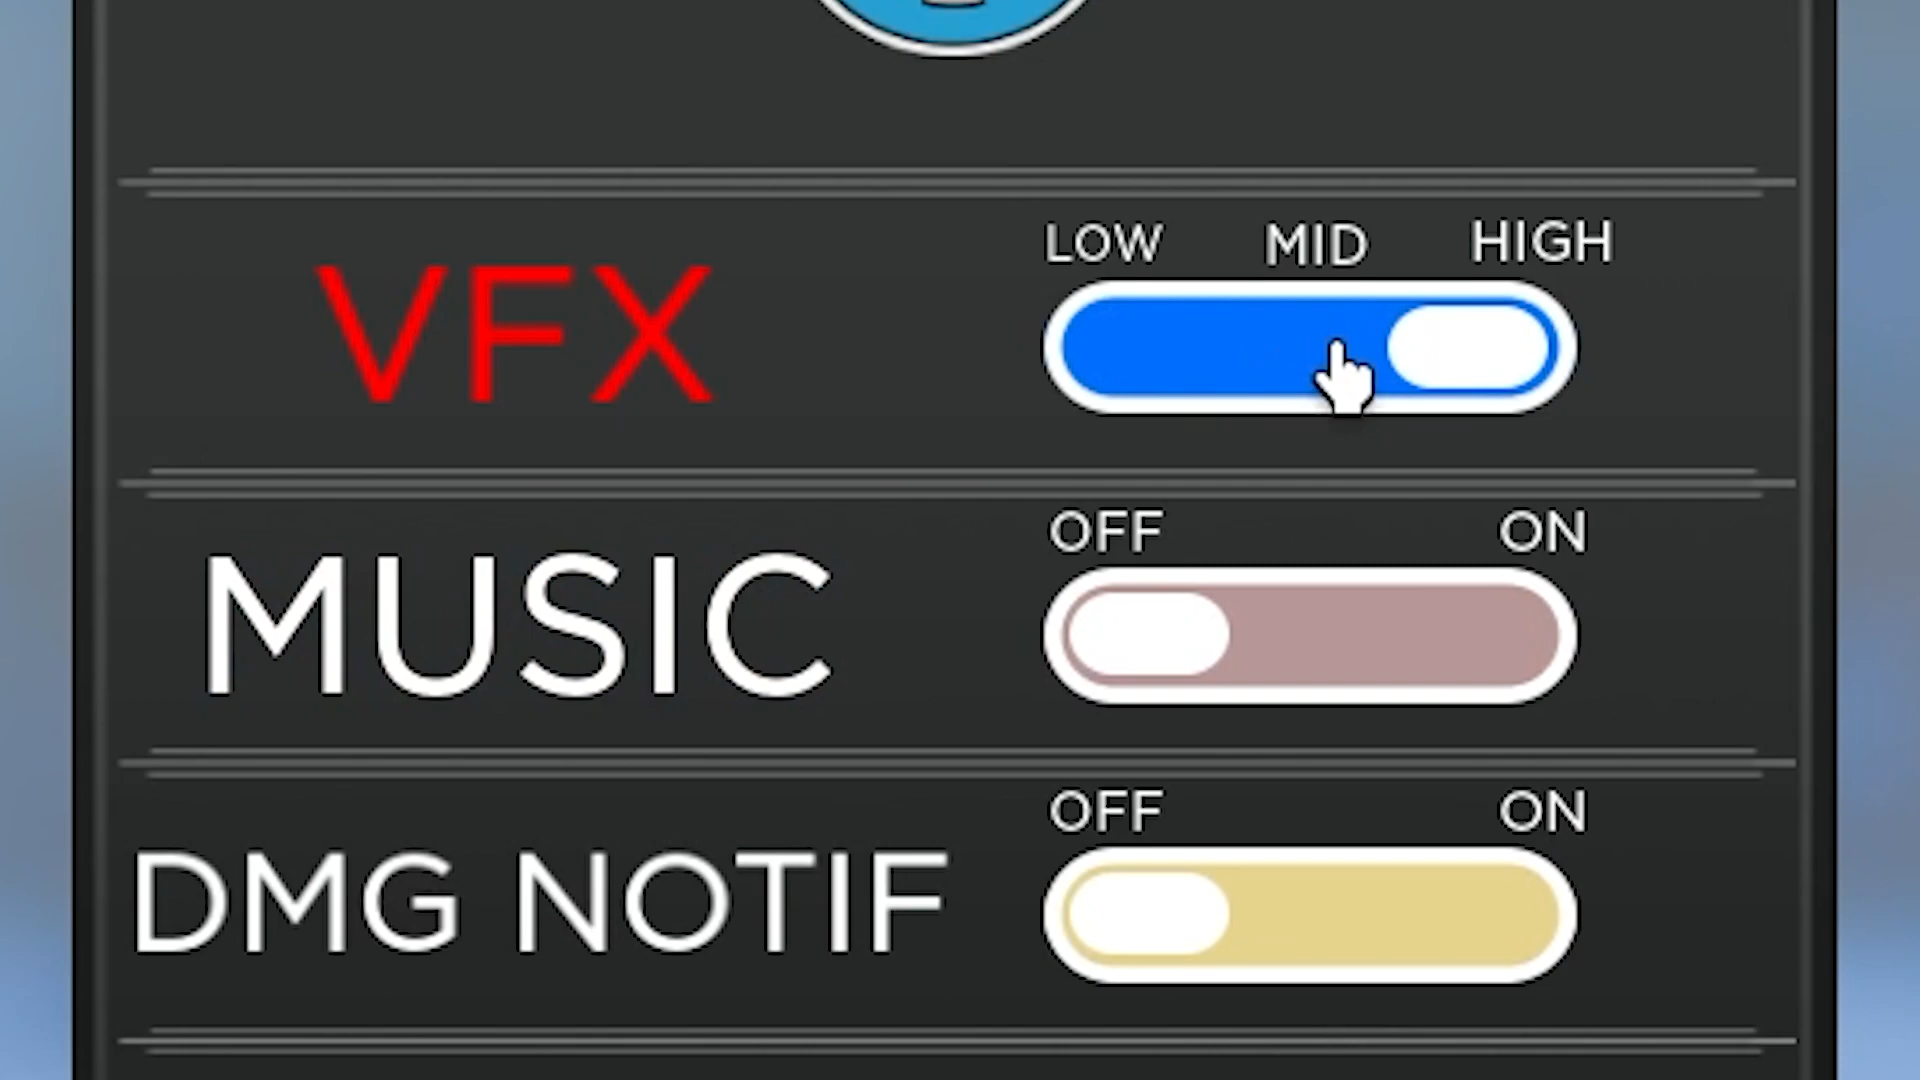 LOW MID HIGH
VFX
OFF ON
MUSIC
OFF ON
DMG NOTIF